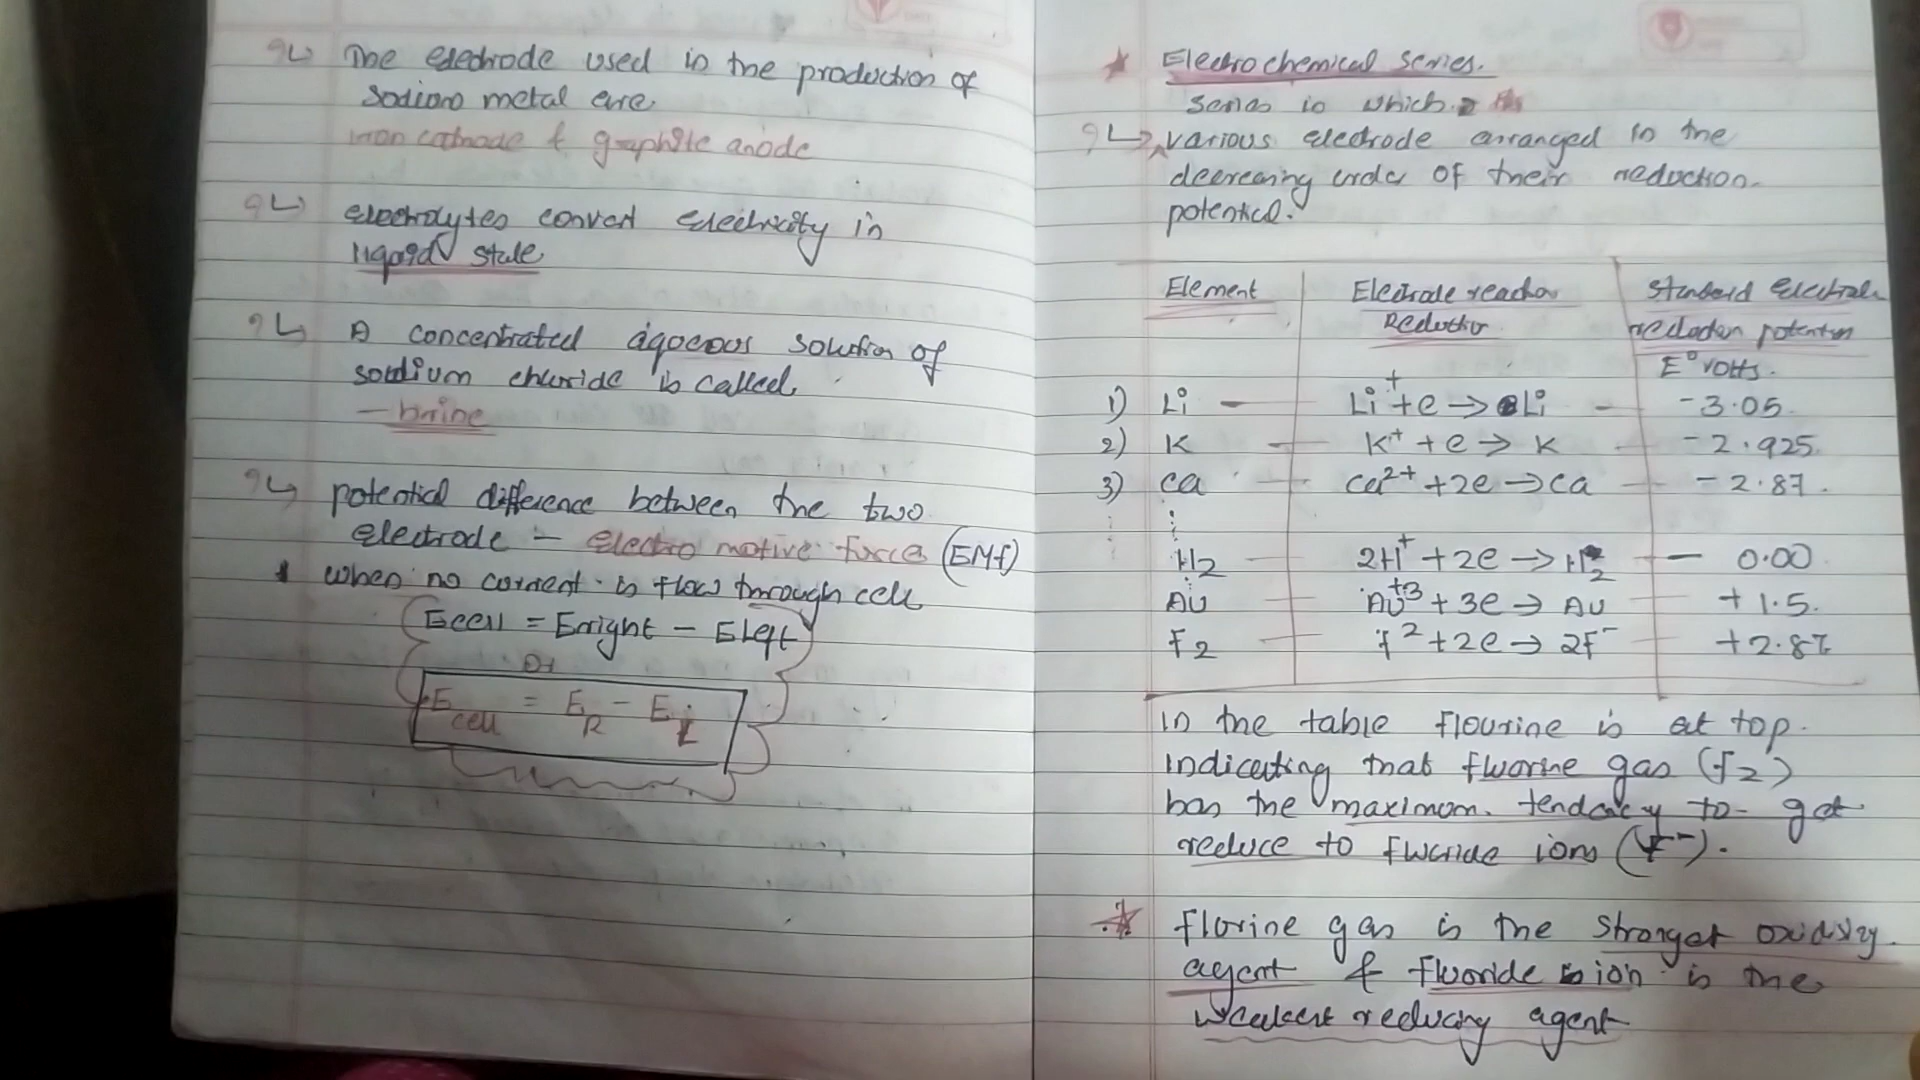 The electrode used in the production of
Sodium metal are
iron cathode & graphite anode
electrolytes convert electricity in
liquid state
A concentrated aqueous solution of
sodium chloride is called
- brine
potential difference between the two
electrode - electro motive force (EMf)
* when no current is flow through cell
Ecell = Eright - ELeft
or
E cell = ER - EL
* Electrochemical Series.
series in which
various electrode arranged in the
decreasing order of their reduction
potential.
Element Electrode reaction Standard Electrode
Reduction reduction potential
E° volts.
1) Li - Li⁺ + e → Li - -3.05
2) K - K⁺ + e → K - -2.925
3) Ca - Ca²⁺ + 2e → Ca - -2.87
H2 - 2H⁺ + 2e → H2 - 0.00
Au Au⁺³ + 3e → Au +1.5
F2 F² + 2e → 2F⁻ +2.87
in the table flourine is at top.
indicating that fluorine gas (F2)
has the maximum tendency to get
reduce to fluoride ions (F⁻).
* florine gas is the strongest oxidising
agent & fluoride ion is the
weakest reducing agent